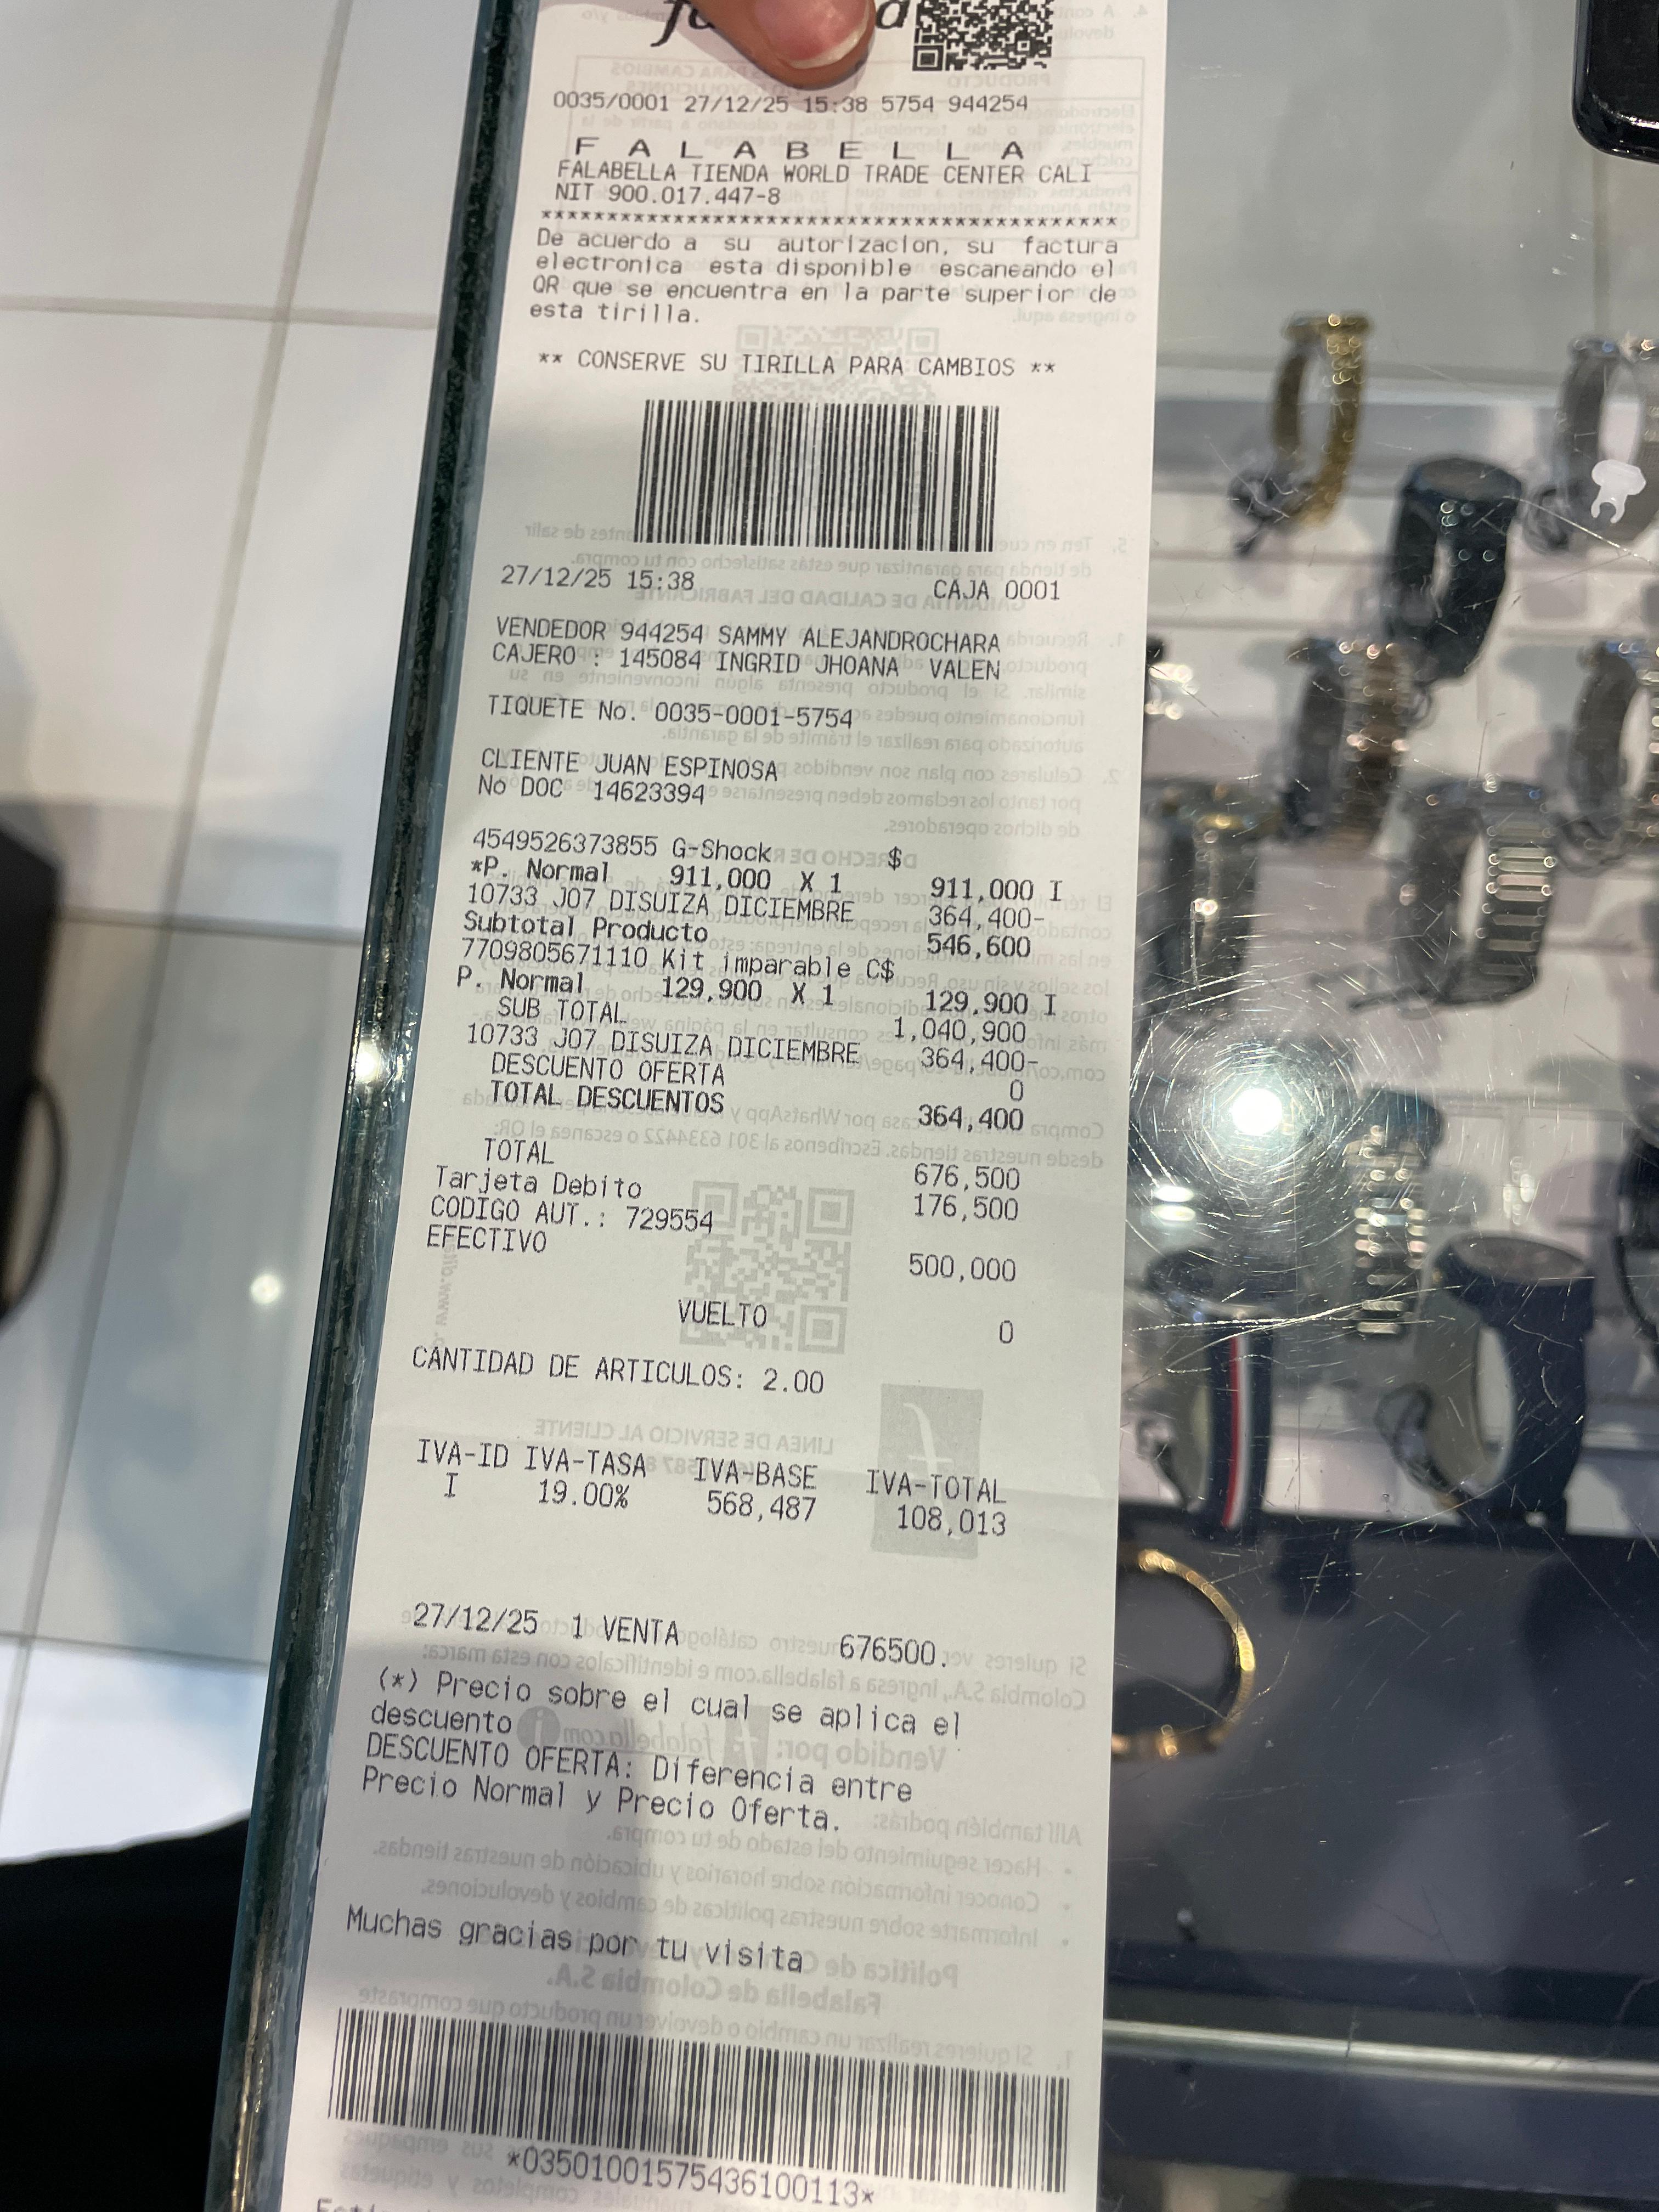 0035/0001 27/12/25 15:38 5754 944254
F A L A B E L L A
FALABELLA TIENDA WORLD TRADE CENTER CALI
NIT 900.017.447-8
******************************************
De acuerdo a su autorizacion, su factura
electronica esta disponible escaneando el
QR que se encuentra en la parte superior de
esta tirilla.
** CONSERVE SU TIRILLA PARA CAMBIOS **
27/12/25 15:38 CAJA 0001
VENDEDOR 944254 SAMMY ALEJANDROCHARA
CAJERO : 145084 INGRID JHOANA VALEN
TIQUETE No. 0035-0001-5754
CLIENTE JUAN ESPINOSA
No DOC 14623394
4549526373855 G-Shock $
*P. Normal 911,000 X 1 911,000 I
10733 J07 DISUIZA DICIEMBRE 364,400-
Subtotal Producto 546,600
7709805671110 Kit imparable C$
P. Normal 129,900 X 1 129,900 I
SUB TOTAL 1,040,900
10733 J07 DISUIZA DICIEMBRE 364,400-
DESCUENTO OFERTA 0
TOTAL DESCUENTOS 364,400
TOTAL 676,500
Tarjeta Debito 176,500
CODIGO AUT.: 729554
EFECTIVO 500,000
VUELTO 0
CANTIDAD DE ARTICULOS: 2.00
IVA-ID IVA-TASA IVA-BASE IVA-TOTAL
I 19.00% 568,487 108,013
27/12/25 1 VENTA 676500.
(*) Precio sobre el cual se aplica el
descuento
DESCUENTO OFERTA: Diferencia entre
Precio Normal y Precio Oferta.
Muchas gracias por tu visita
*03501001575436100113*